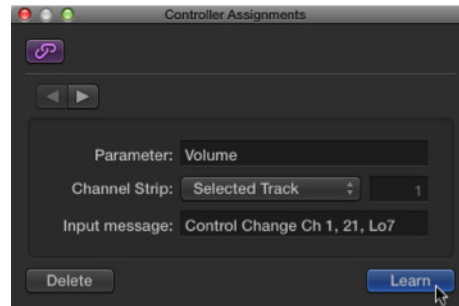 Controller Assignments
Parameter: Volume
Channel Strip: Selected Track 1
Input message: Control Change Ch 1, 21, Lo7
Delete Learn